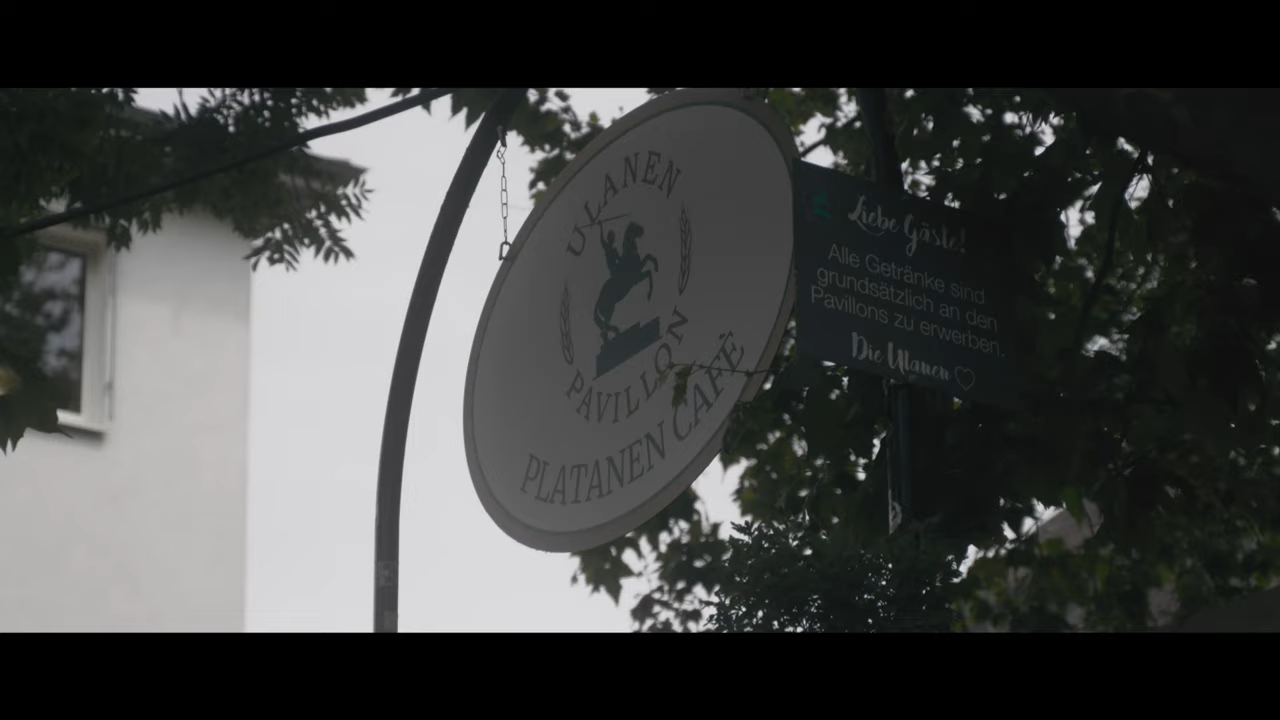 ULANEN
PAVILLON
PLATANEN CAFÉ
Liebe Gäste!
Alle Getränke sind
grundsätzlich an den
Pavillons zu erwerben.
Die Ulanen ♡